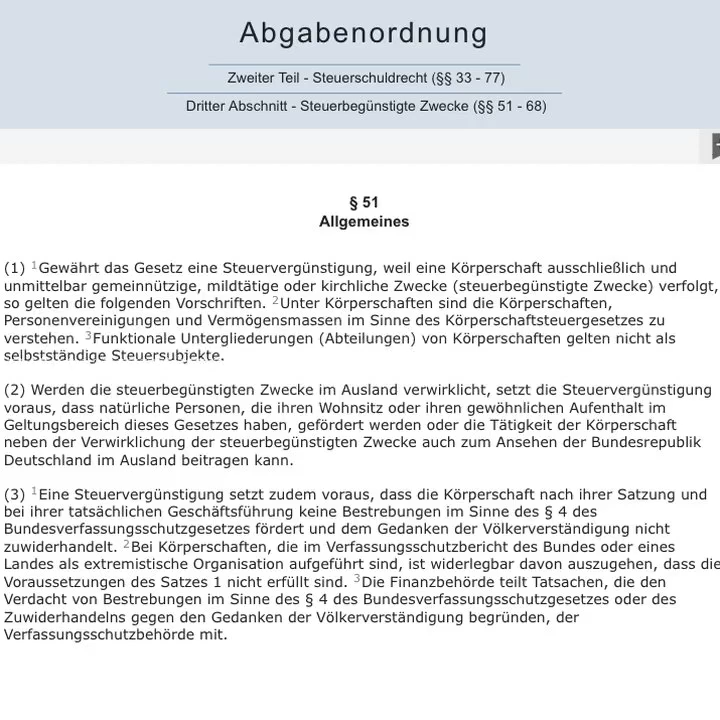 Abgabenordnung
Zweiter Teil - Steuerschuldrecht (§§ 33 - 77)
Dritter Abschnitt - Steuerbegünstigte Zwecke (§§ 51 - 68)
§ 51
Allgemeines
(1) 1Gewährt das Gesetz eine Steuervergünstigung, weil eine Körperschaft ausschließlich und
unmittelbar gemeinnützige, mildtätige oder kirchliche Zwecke (steuerbegünstigte Zwecke) verfolgt,
so gelten die folgenden Vorschriften. 2Unter Körperschaften sind die Körperschaften,
Personenvereinigungen und Vermögensmassen im Sinne des Körperschaftsteuergesetzes zu
verstehen. 3Funktionale Untergliederungen (Abteilungen) von Körperschaften gelten nicht als
selbstständige Steuersubjekte.
(2) Werden die steuerbegünstigten Zwecke im Ausland verwirklicht, setzt die Steuervergünstigung
voraus, dass natürliche Personen, die ihren Wohnsitz oder ihren gewöhnlichen Aufenthalt im
Geltungsbereich dieses Gesetzes haben, gefördert werden oder die Tätigkeit der Körperschaft
neben der Verwirklichung der steuerbegünstigten Zwecke auch zum Ansehen der Bundesrepublik
Deutschland im Ausland beitragen kann.
(3) 1Eine Steuervergünstigung setzt zudem voraus, dass die Körperschaft nach ihrer Satzung und
bei ihrer tatsächlichen Geschäftsführung keine Bestrebungen im Sinne des § 4 des
Bundesverfassungsschutzgesetzes fördert und dem Gedanken der Völkerverständigung nicht
zuwiderhandelt. 2Bei Körperschaften, die im Verfassungsschutzbericht des Bundes oder eines
Landes als extremistische Organisation aufgeführt sind, ist widerlegbar davon auszugehen, dass die
Voraussetzungen des Satzes 1 nicht erfüllt sind. 3Die Finanzbehörde teilt Tatsachen, die den
Verdacht von Bestrebungen im Sinne des § 4 des Bundesverfassungsschutzgesetzes oder des
Zuwiderhandelns gegen den Gedanken der Völkerverständigung begründen, der
Verfassungsschutzbehörde mit.